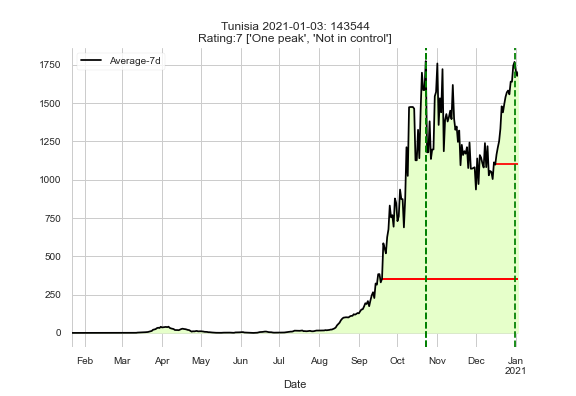 Tunisia 2021-01-03: 143544
Rating:7 ['One peak', 'Not in control']
Average-7d
1750
1500
1250
1000
750
500
250
0
Feb Mar Apr May Jun Jul Aug Sep Oct Nov Dec Jan
2021
Date